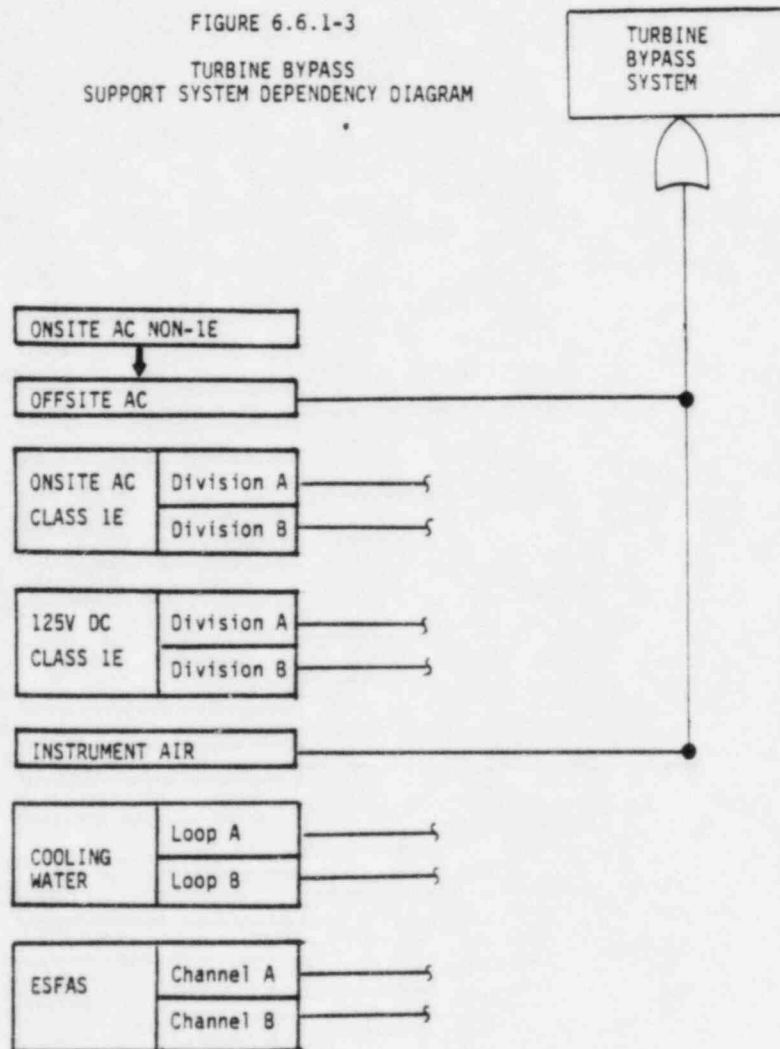 FIGURE 6.6.1-3
TURBINE BYPASS
SUPPORT SYSTEM DEPENDENCY DIAGRAM
TURBINE
BYPASS
SYSTEM
ONSITE AC NON-1E
OFFSITE AC
ONSITE AC
CLASS 1E
Division A
Division B
125V DC
CLASS 1E
Division A
Division B
INSTRUMENT AIR
COOLING
WATER
Loop A
Loop B
ESFAS
Channel A
Channel B